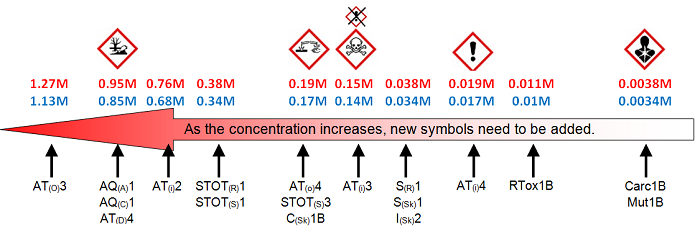 1.27M 0.95M 0.76M 0.38M 0.19M 0.15M 0.038M 0.019M 0.011M 0.0038M
1.13M 0.85M 0.68M 0.34M 0.17M 0.14M 0.034M 0.017M 0.01M 0.0034M
As the concentration increases, new symbols need to be added.
AT(O)3 AQ(A)1 AT(i)2 STOT(R)1 AT(o)4 AT(i)3 S(R)1 AT(i)4 RTox1B Carc1B
AQ(C)1 STOT(S)1 STOT(S)3 S(Sk)1 Mut1B
AT(D)4 C(Sk)1B I(Sk)2